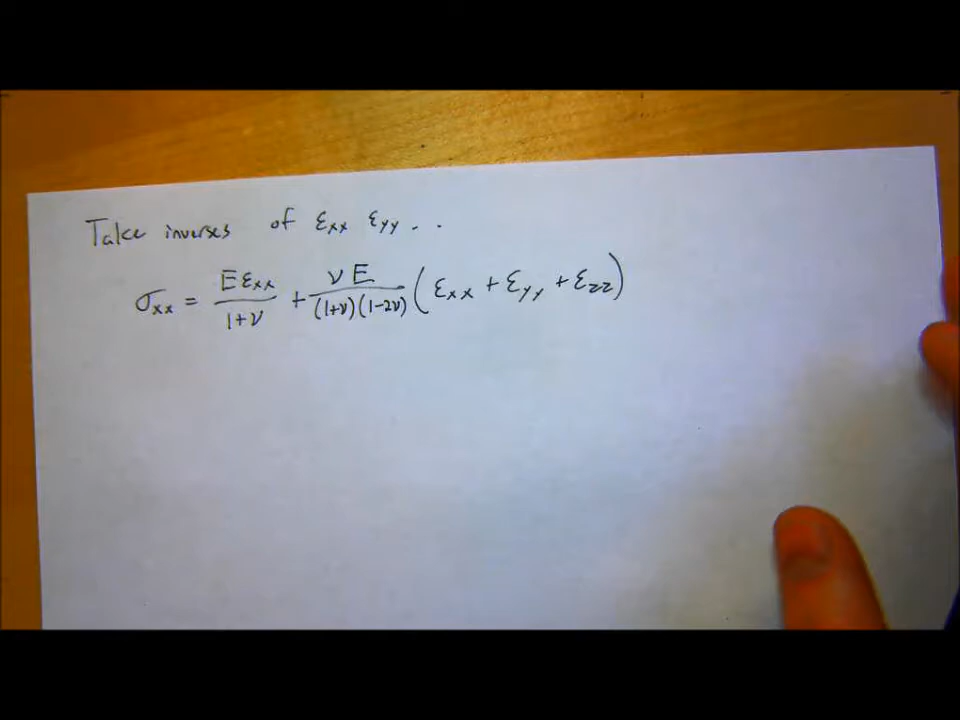 Take inverses of εxx εyy . . .
σxx = Eεxx / 1+ν + νE / (1+ν)(1-2ν) (εxx + εyy + εzz)